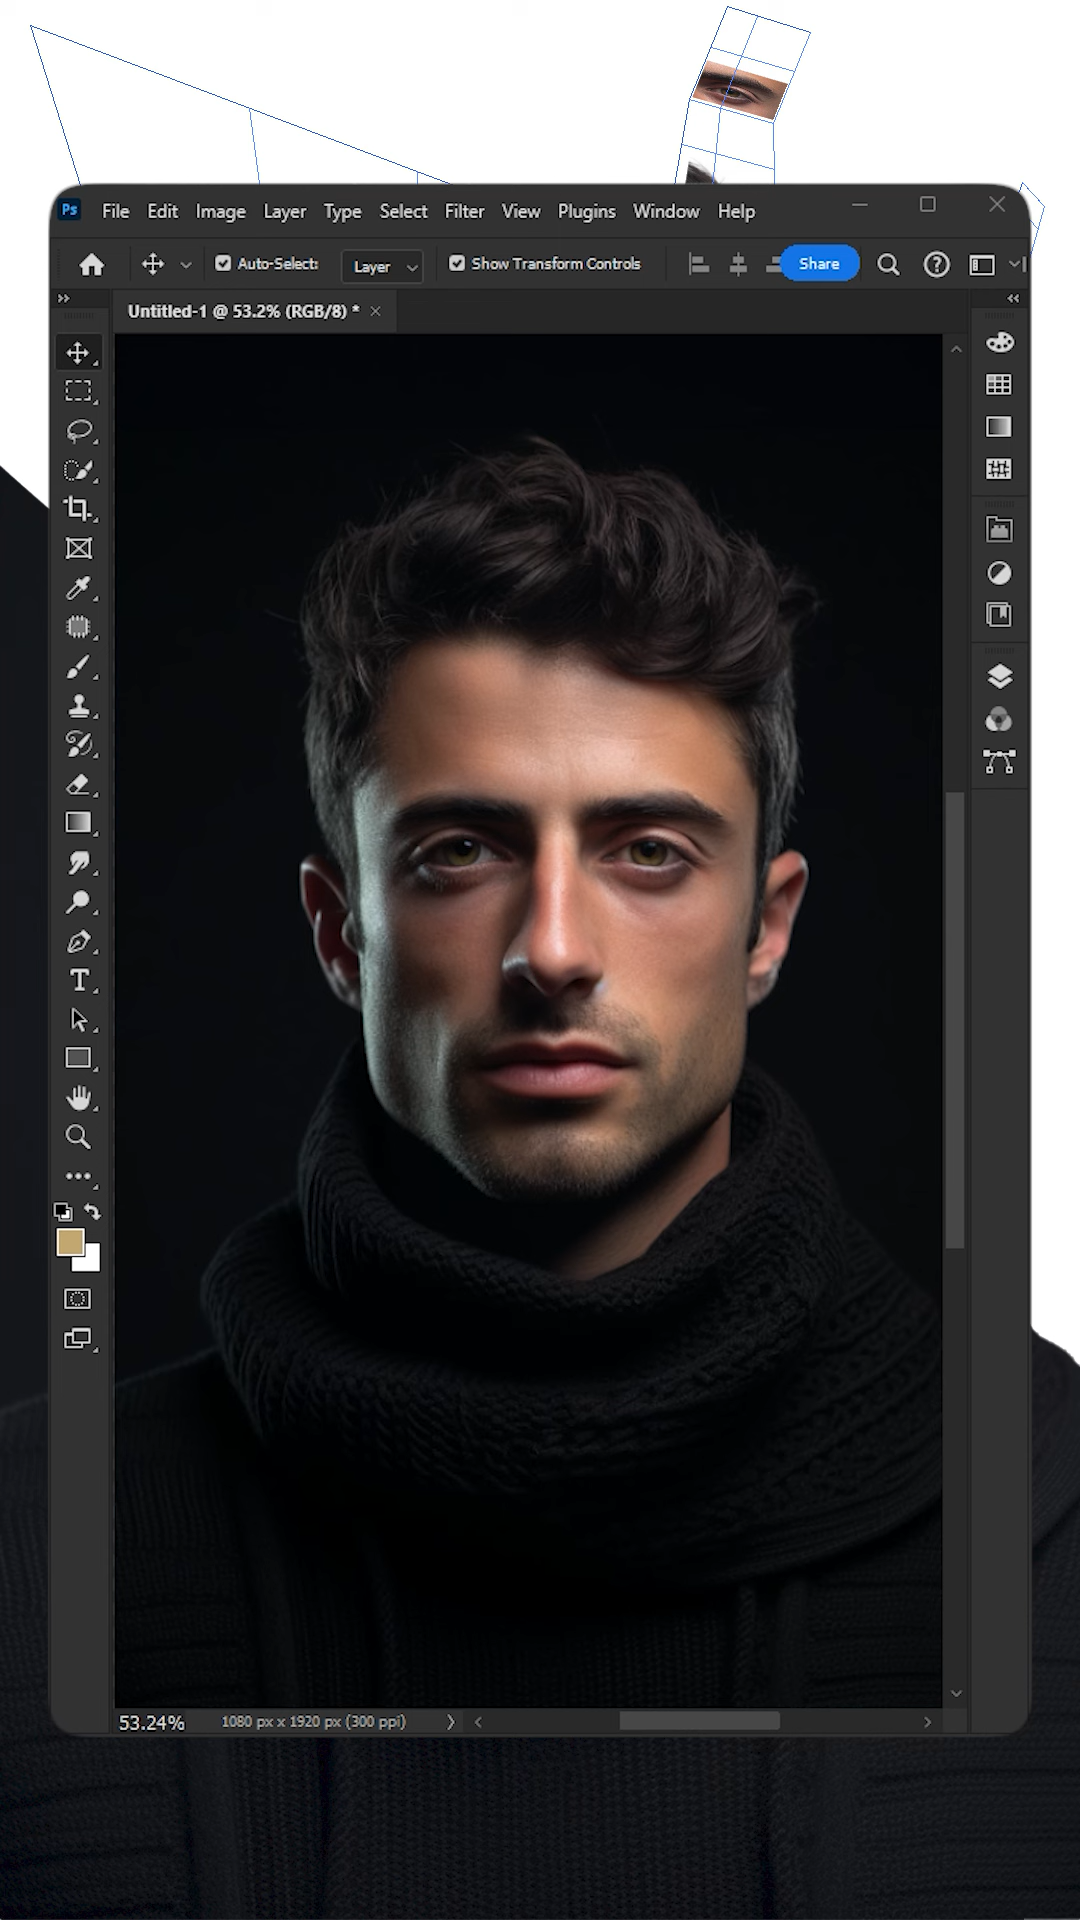 Ps File Edit Image Layer Type Select Filter View Plugins Window Help
Auto-Select: Layer Show Transform Controls Share
Untitled-1 @ 53.2% (RGB/8) *
T
53.24% 1080 px x 1920 px (300 ppi)